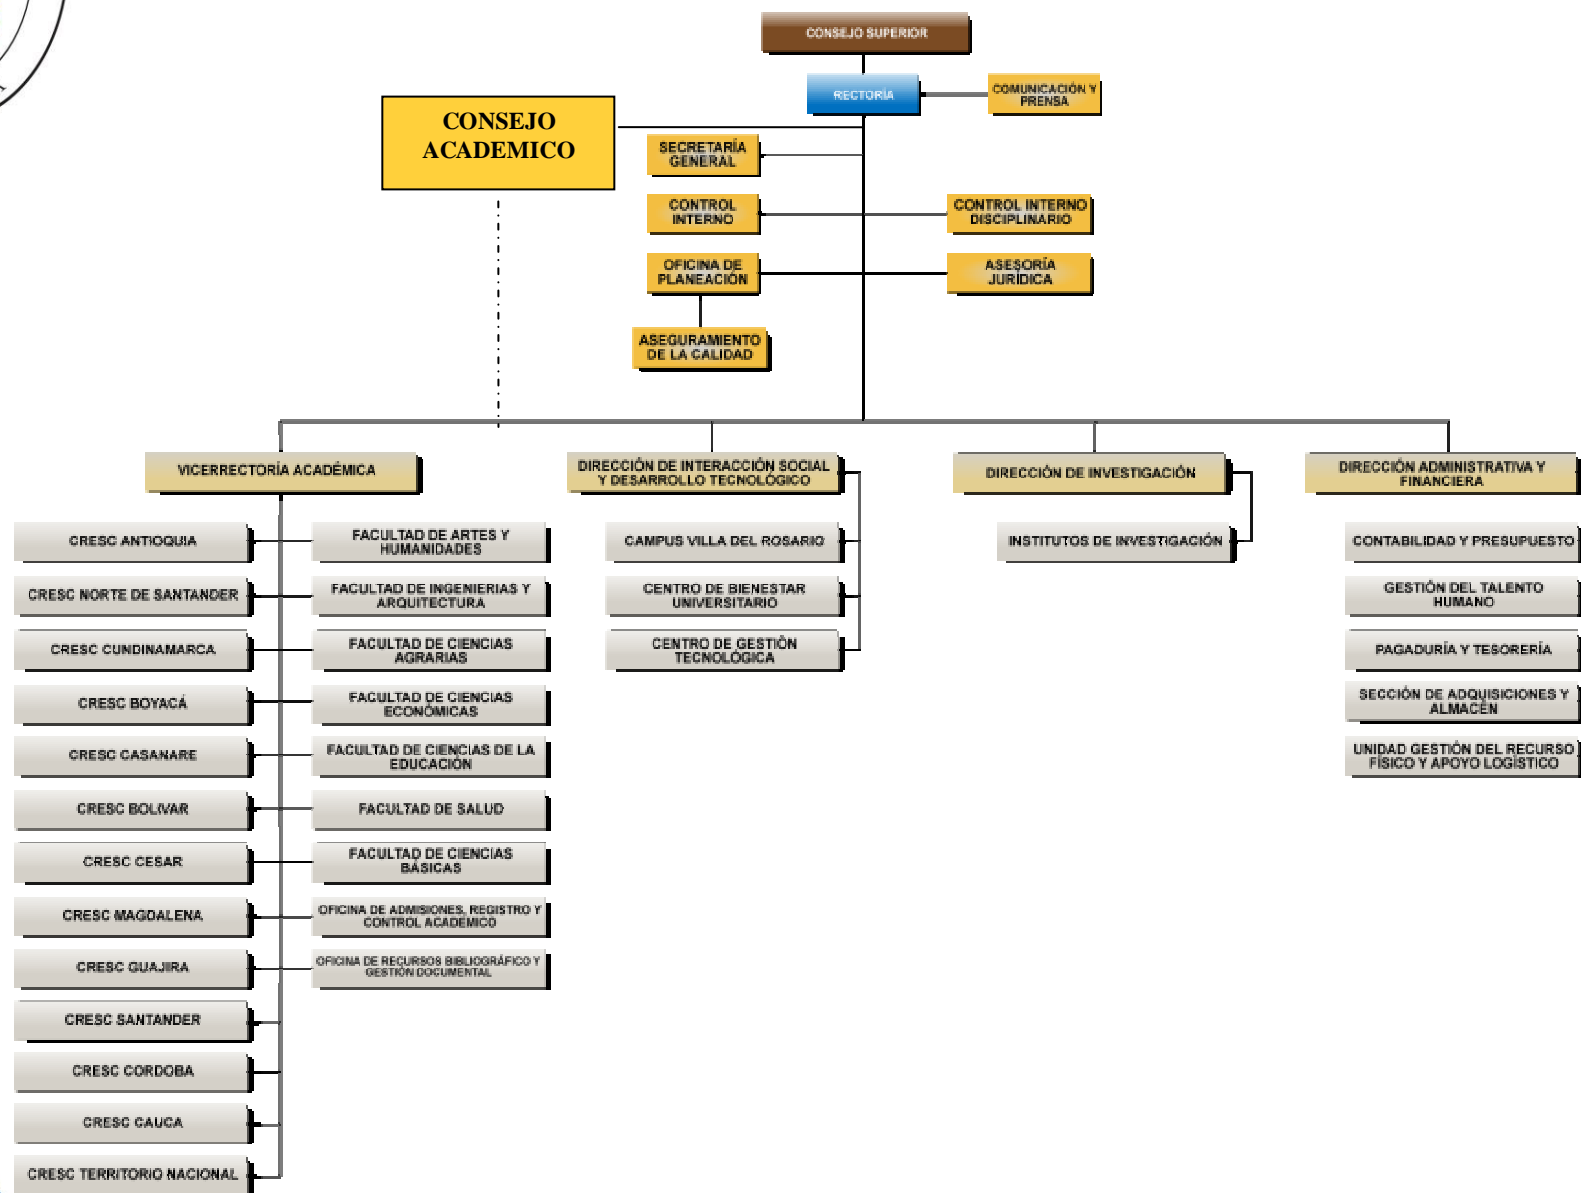 CONSEJO SUPERIOR
RECTORÍA
COMUNICACIÓN Y
PRENSA
CONSEJO
ACADEMICO
SECRETARÍA
GENERAL
CONTROL
INTERNO
CONTROL INTERNO
DISCIPLINARIO
OFICINA DE
PLANEACIÓN
ASESORÍA
JURÍDICA
ASEGURAMIENTO
DE LA CALIDAD
VICERRECTORÍA ACADÉMICA
DIRECCIÓN DE INTERACCIÓN SOCIAL
Y DESARROLLO TECNOLÓGICO
DIRECCIÓN DE INVESTIGACIÓN
DIRECCIÓN ADMINISTRATIVA Y
FINANCIERA
CRESC ANTIOQUIA
CRESC NORTE DE SANTANDER
CRESC CUNDINAMARCA
CRESC BOYACÁ
CRESC CASANARE
CRESC BOLIVAR
CRESC CESAR
CRESC MAGDALENA
CRESC GUAJIRA
CRESC SANTANDER
CRESC CORDOBA
CRESC CAUCA
CRESC TERRITORIO NACIONAL
FACULTAD DE ARTES Y
HUMANIDADES
FACULTAD DE INGENIERIAS Y
ARQUITECTURA
FACULTAD DE CIENCIAS
AGRARIAS
FACULTAD DE CIENCIAS
ECONÓMICAS
FACULTAD DE CIENCIAS DE LA
EDUCACIÓN
FACULTAD DE SALUD
FACULTAD DE CIENCIAS
BÁSICAS
OFICINA DE ADMISIONES, REGISTRO Y
CONTROL ACADÉMICO
OFICINA DE RECURSOS BIBLIOGRÁFICO Y
GESTIÓN DOCUMENTAL
CAMPUS VILLA DEL ROSARIO
CENTRO DE BIENESTAR
UNIVERSITARIO
CENTRO DE GESTIÓN
TECNOLÓGICA
INSTITUTOS DE INVESTIGACIÓN
CONTABILIDAD Y PRESUPUESTO
GESTIÓN DEL TALENTO
HUMANO
PAGADURÍA Y TESORERÍA
SECCIÓN DE ADQUISICIONES Y
ALMACÉN
UNIDAD GESTIÓN DEL RECURSO
FÍSICO Y APOYO LOGÍSTICO